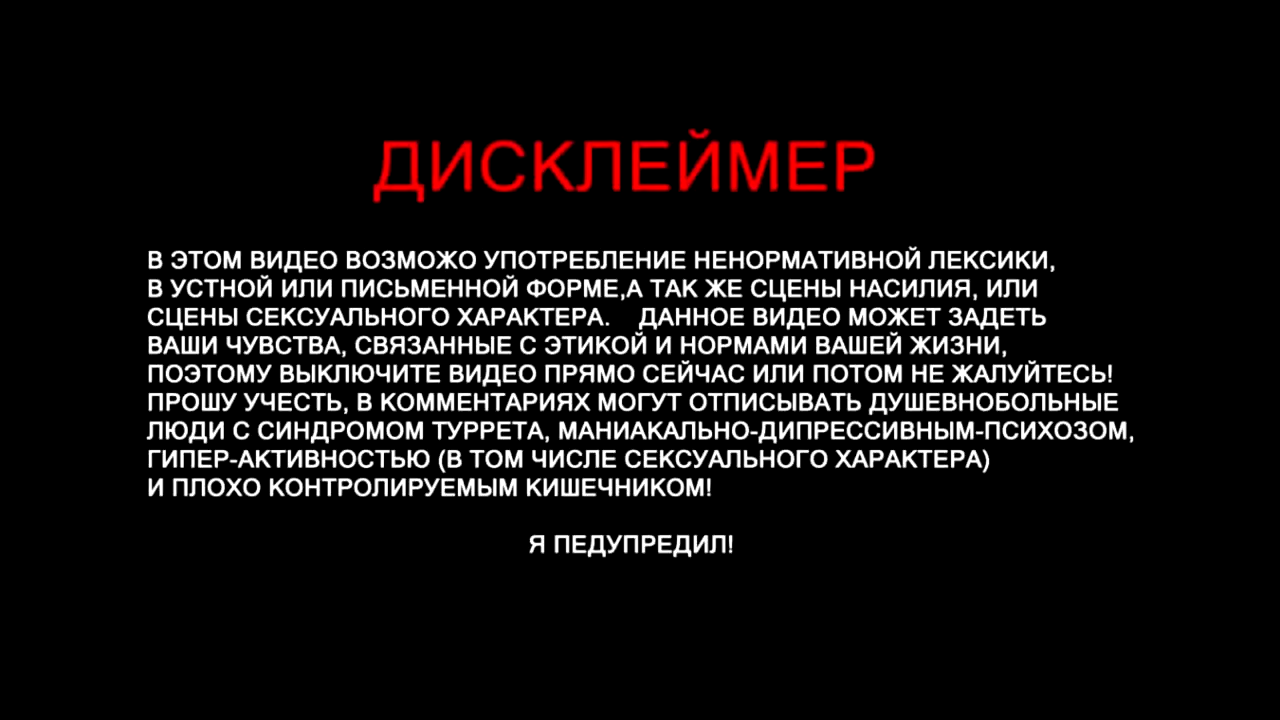 ДИСКЛЕЙМЕР
В ЭТОМ ВИДЕО ВОЗМОЖО УПОТРЕБЛЕНИЕ НЕНОРМАТИВНОЙ ЛЕКСИКИ,
В УСТНОЙ ИЛИ ПИСЬМЕННОЙ ФОРМЕ,А ТАК ЖЕ СЦЕНЫ НАСИЛИЯ, ИЛИ
СЦЕНЫ СЕКСУАЛЬНОГО ХАРАКТЕРА. ДАННОЕ ВИДЕО МОЖЕТ ЗАДЕТЬ
ВАШИ ЧУВСТВА, СВЯЗАННЫЕ С ЭТИКОЙ И НОРМАМИ ВАШЕЙ ЖИЗНИ,
ПОЭТОМУ ВЫКЛЮЧИТЕ ВИДЕО ПРЯМО СЕЙЧАС ИЛИ ПОТОМ НЕ ЖАЛУЙТЕСЬ!
ПРОШУ УЧЕСТЬ, В КОММЕНТАРИЯХ МОГУТ ОТПИСЫВАТЬ ДУШЕВНОБОЛЬНЫЕ
ЛЮДИ С СИНДРОМОМ ТУРРЕТА, МАНИАКАЛЬНО-ДИПРЕССИВНЫМ-ПСИХОЗОМ,
ГИПЕР-АКТИВНОСТЬЮ (В ТОМ ЧИСЛЕ СЕКСУАЛЬНОГО ХАРАКТЕРА)
И ПЛОХО КОНТРОЛИРУЕМЫМ КИШЕЧНИКОМ!
Я ПЕДУПРЕДИЛ!